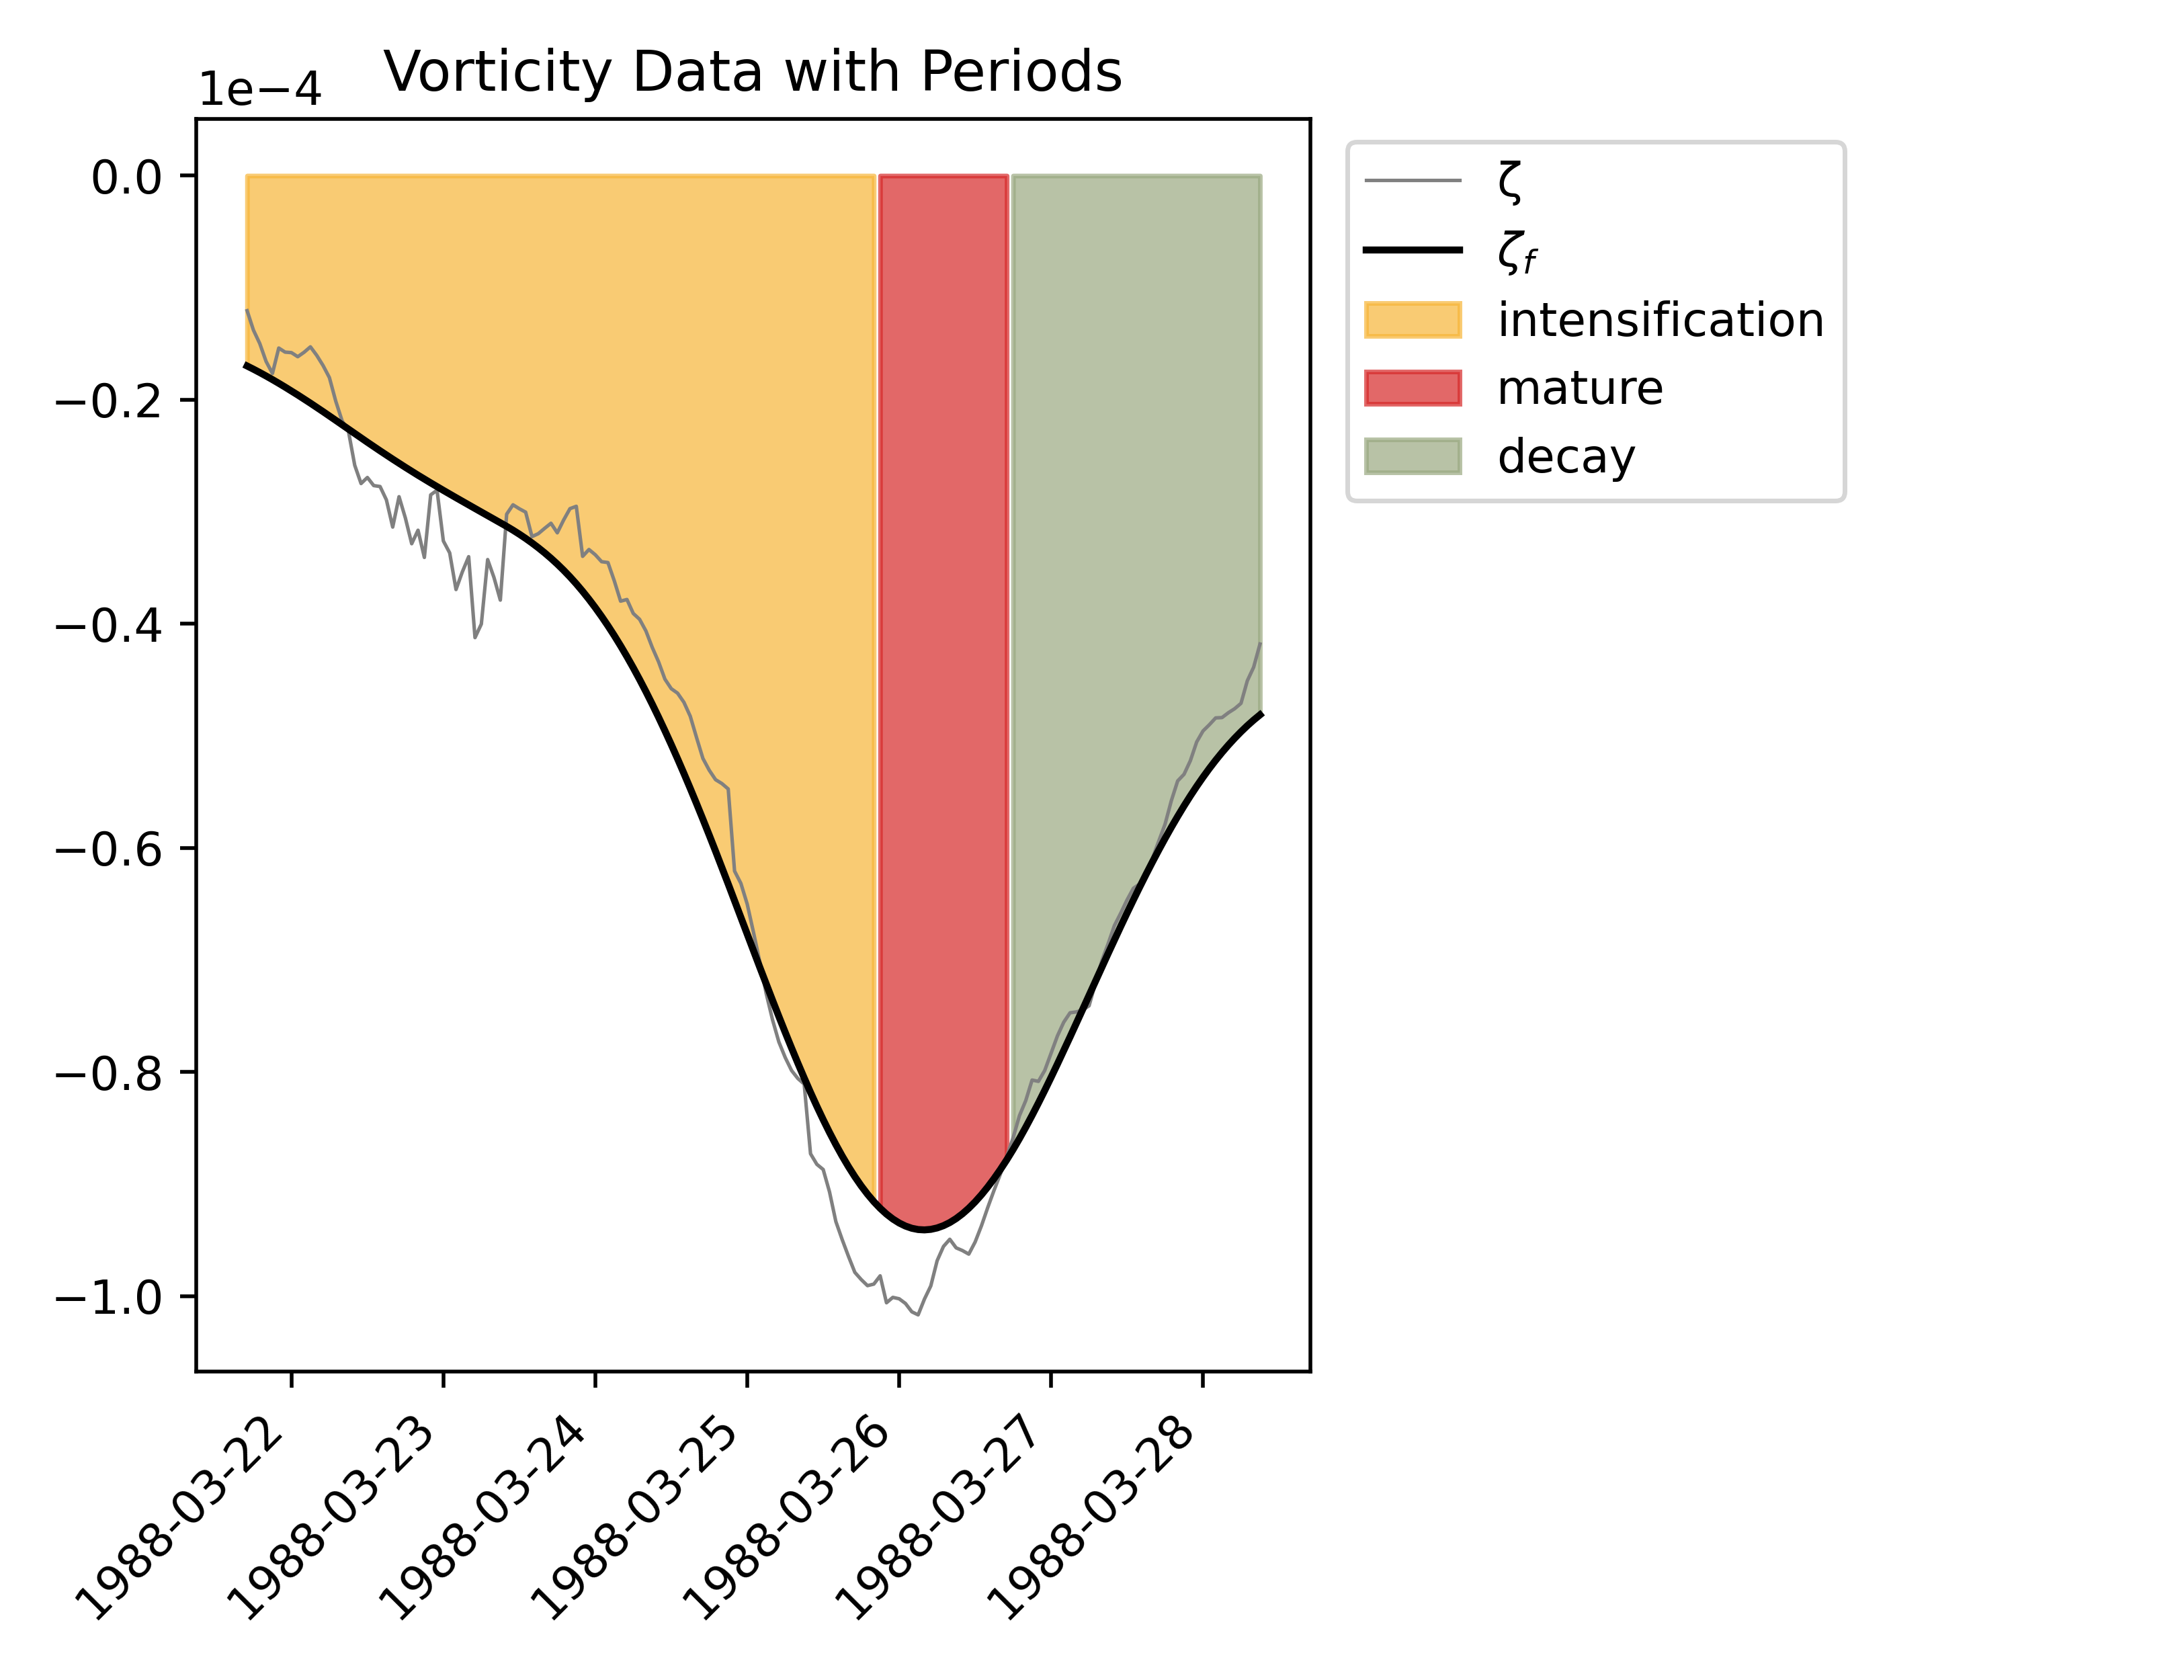 Vorticity Data with Periods
1e−4
0.0
−0.2
−0.4
−0.6
−0.8
−1.0
1988-03-22
1988-03-23
1988-03-24
1988-03-25
1988-03-26
1988-03-27
1988-03-28
ζ
ζf
intensification
mature
decay